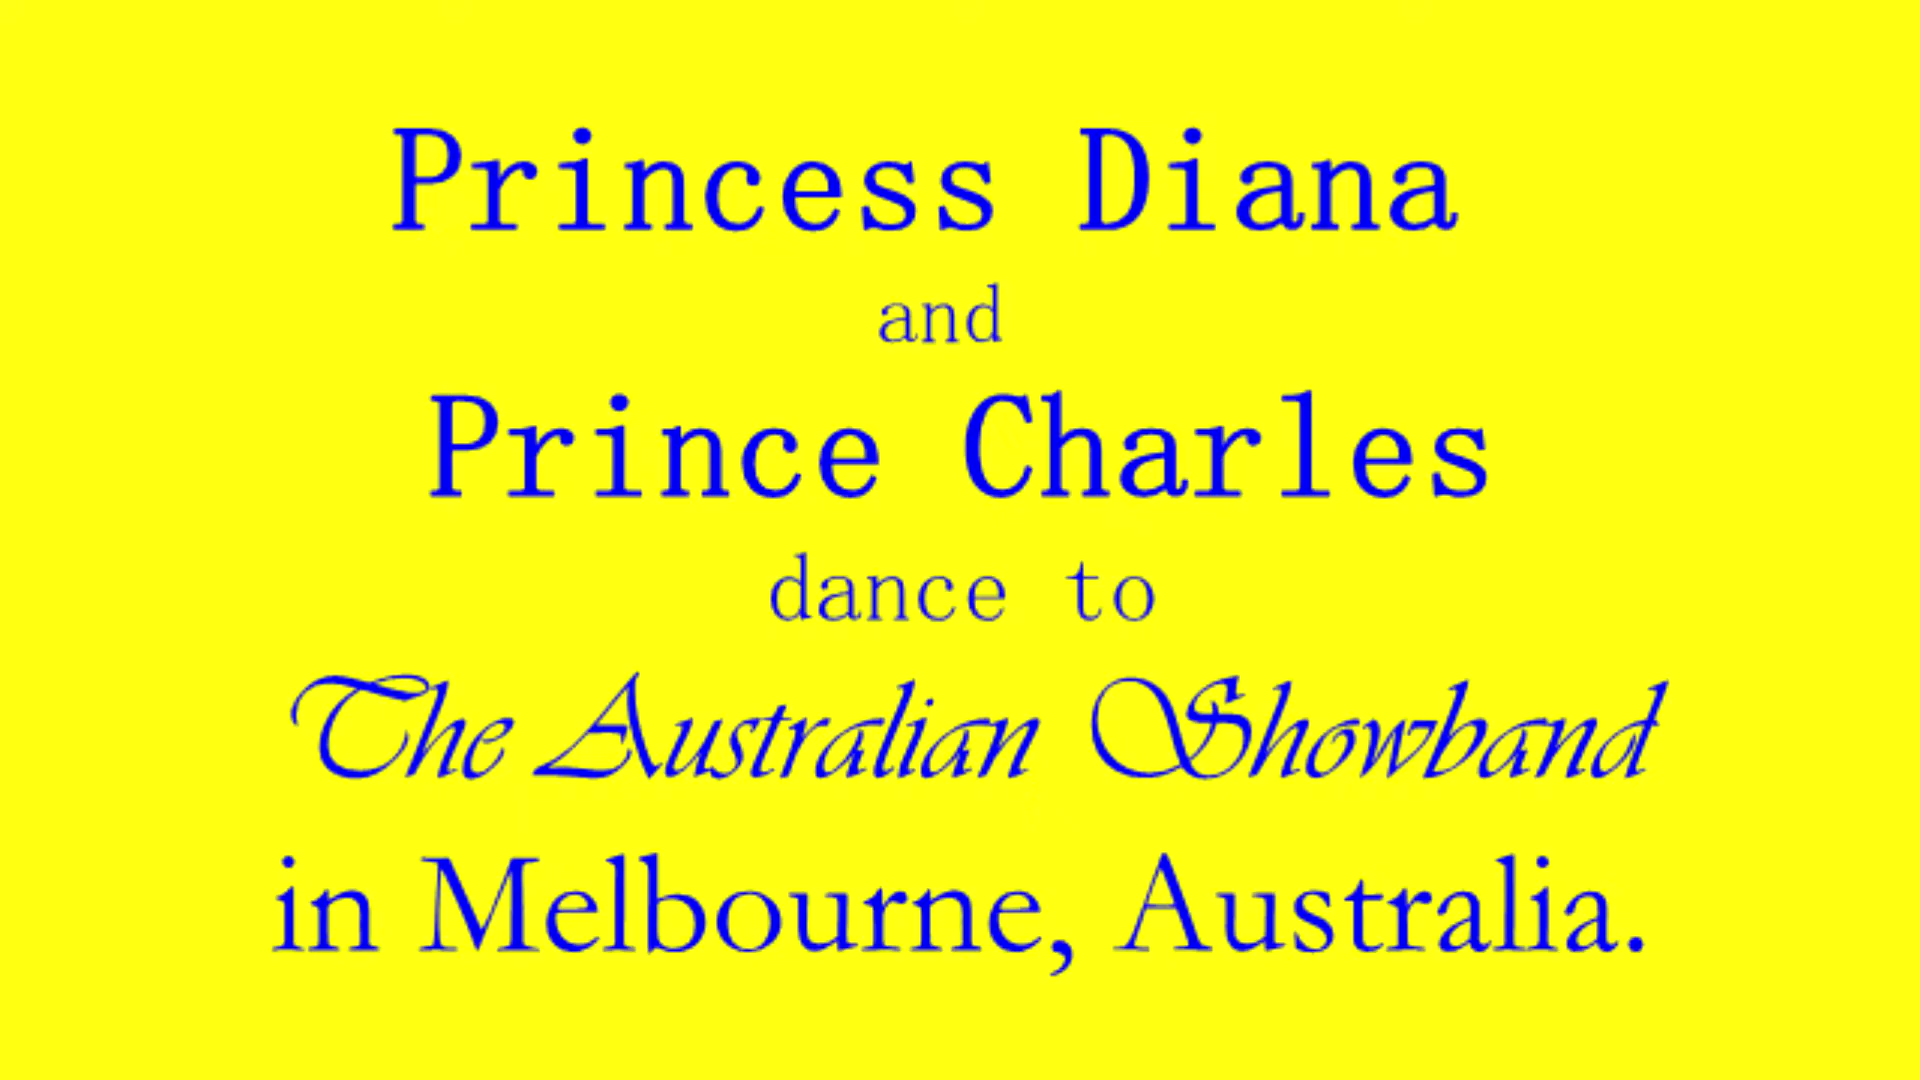 Princess Diana
and
Prince Charles
dance to
The Australian Showband
in Melbourne, Australia.